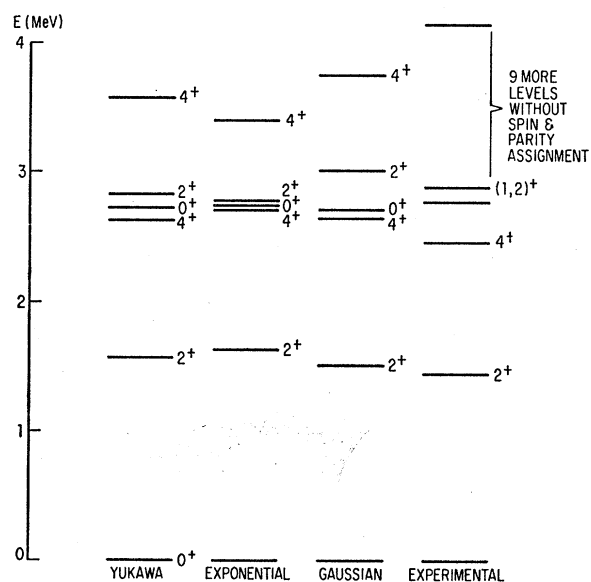 E (MeV)
4
3
2
1
0
4+
2+
0+
4+
2+
0+
YUKAWA
4+
2+
0+
4+
2+
EXPONENTIAL
4+
2+
0+
4+
2+
GAUSSIAN
9 MORE
LEVELS
WITHOUT
SPIN &
PARITY
ASSIGNMENT
(1,2)+
4+
2+
EXPERIMENTAL